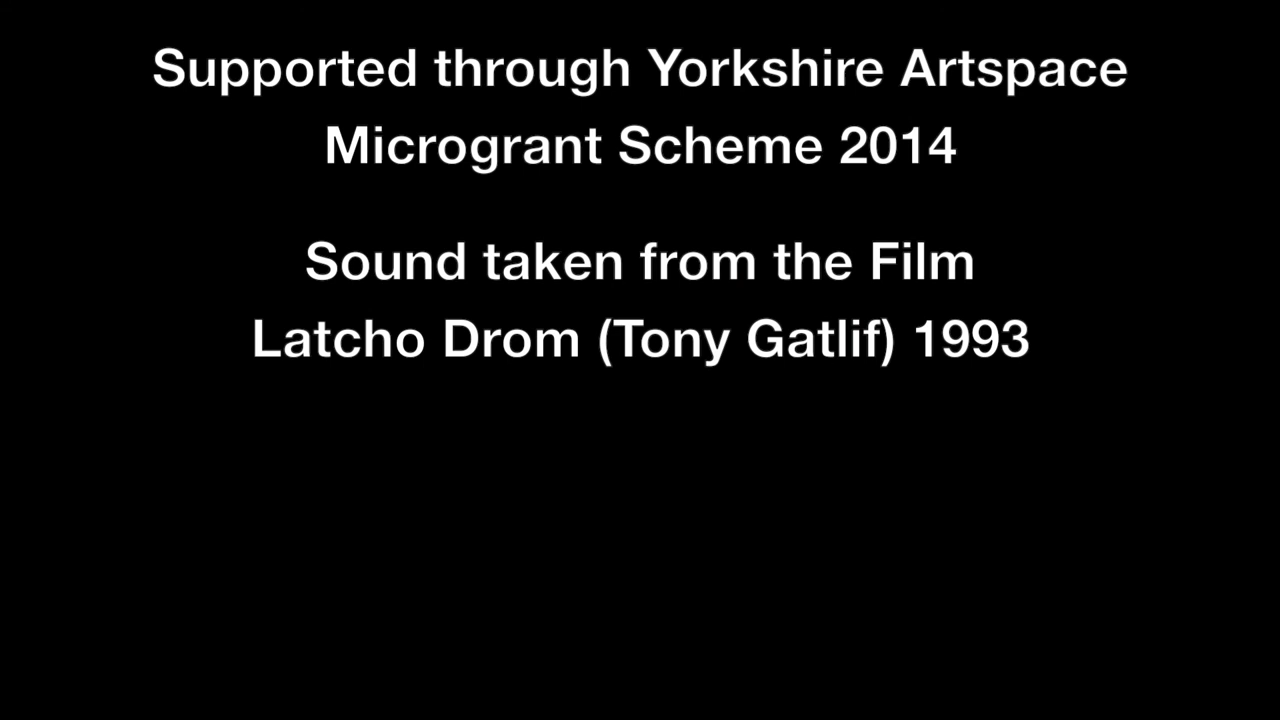 Supported through Yorkshire Artspace
Microgrant Scheme 2014
Sound taken from the Film
Latcho Drom (Tony Gatlif) 1993